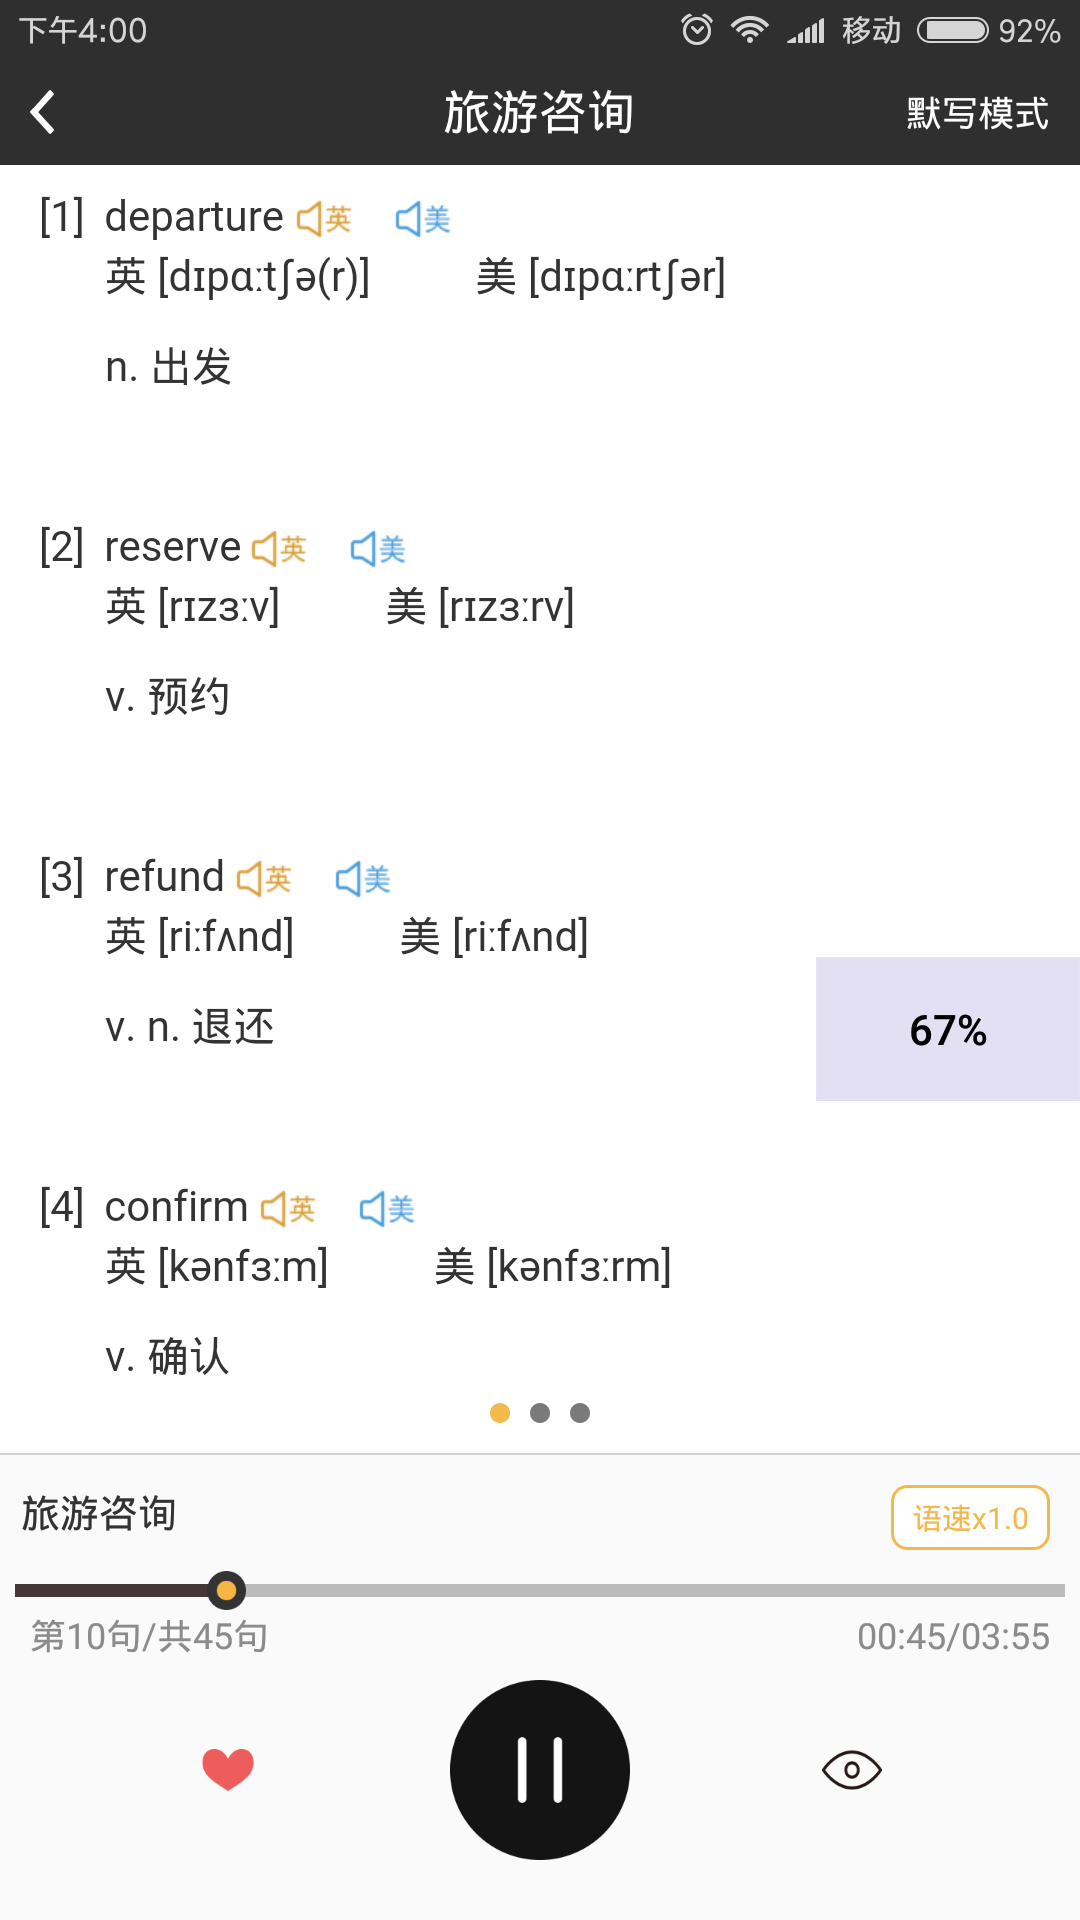 下午4:00 移动 92%
旅游咨询 默写模式
[1] departure 英 美
英 [dɪpɑːtʃə(r)] 美 [dɪpɑːrtʃər]
n. 出发
[2] reserve 英 美
英 [rɪzɜːv] 美 [rɪzɜːrv]
v. 预约
[3] refund 英 美
英 [riːfʌnd] 美 [riːfʌnd]
v. n. 退还
67%
[4] confirm 英 美
英 [kənfɜːm] 美 [kənfɜːrm]
v. 确认
旅游咨询 语速x1.0
第10句/共45句 00:45/03:55